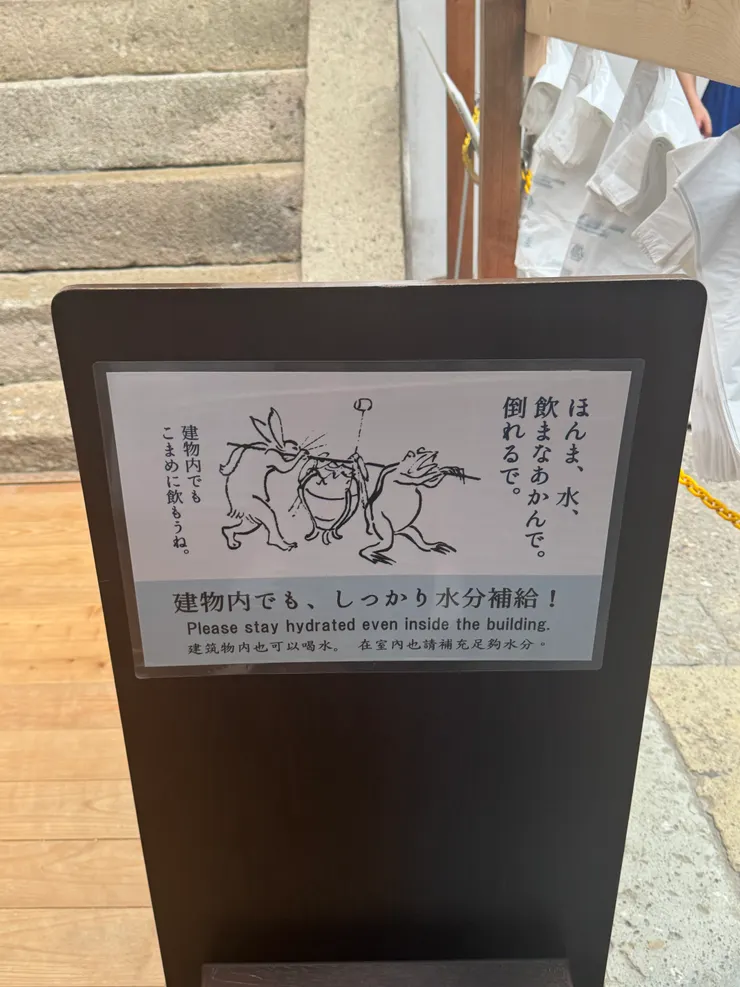 ほんま、水、
飲まなあかんで。
倒れるで。
建物内でも
こまめに飲もうね。
建物内でも、しっかり水分補給！
Please stay hydrated even inside the building.
建筑物内也可以喝水。 在室內也請補充足夠水分。